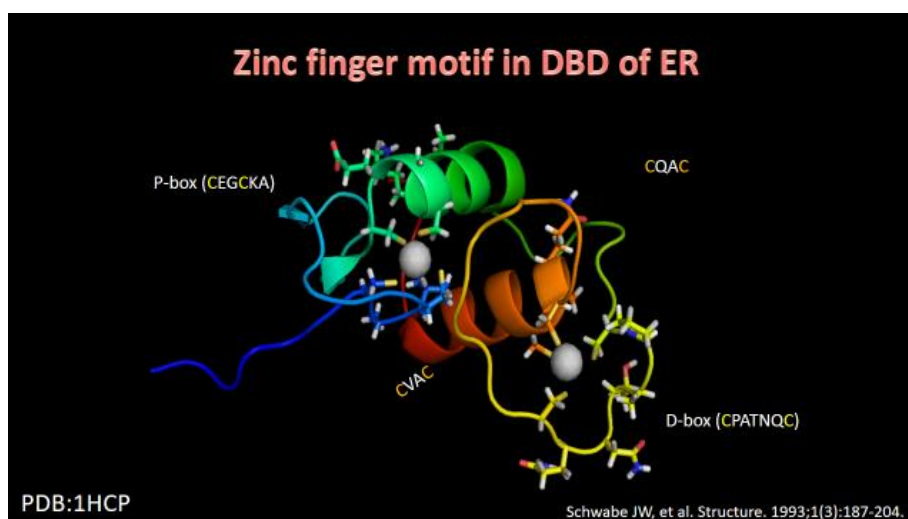 Zinc finger motif in DBD of ER
P-box (CEGCKA)
CQAC
CVAC
D-box (CPATNQC)
PDB:1HCP
Schwabe JW, et al. Structure. 1993;1(3):187-204.